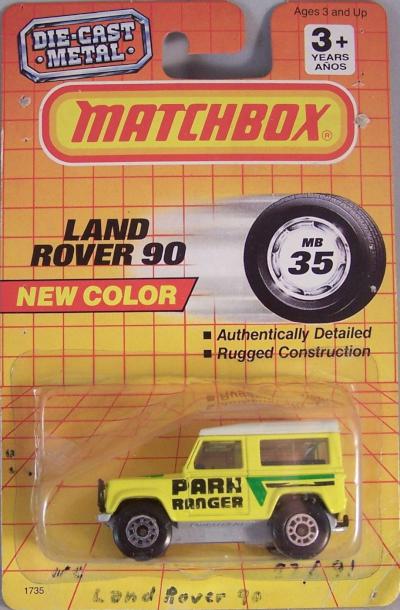 Ages 3 and Up
DIE-CAST
METAL
3+
YEARS
AÑOS
MATCHBOX®
LAND
ROVER 90
MB
35
NEW COLOR
■ Authentically Detailed
■ Rugged Construction
PARK
RANGER
1735
Land Rover 90